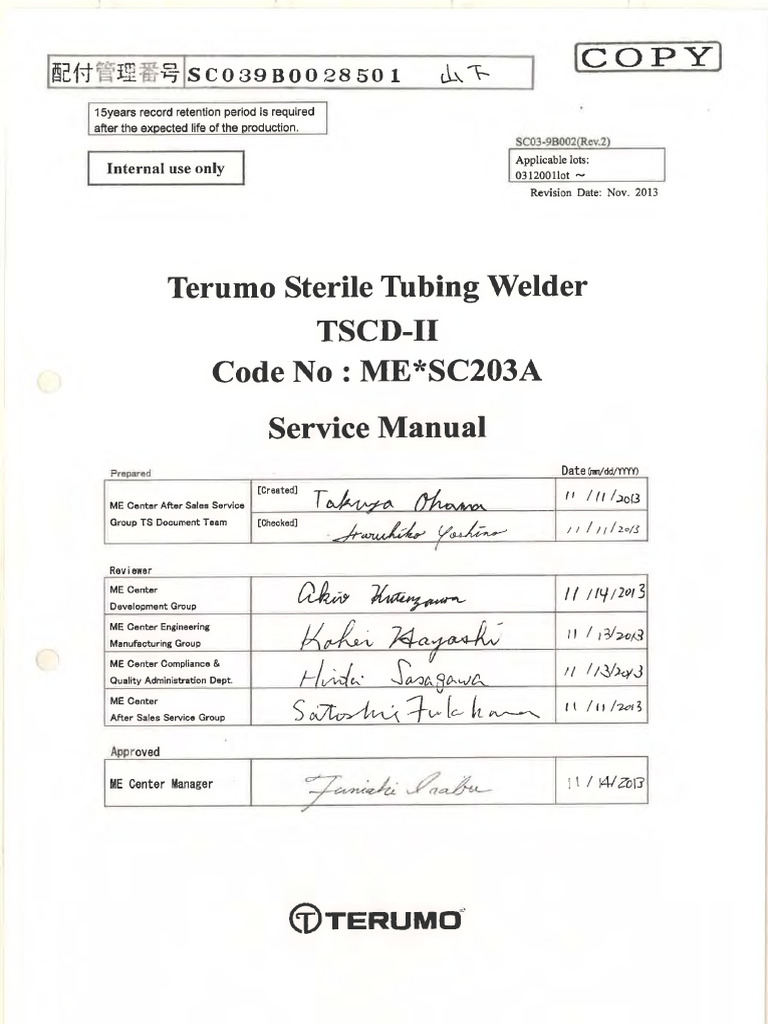 配付管理番号 SC039B0028501 山下
COPY
15years record retention period is required
after the expected life of the production.
Internal use only
SC03-9B002(Rev.2)
Applicable lots:
0312001lot ~
Revision Date: Nov. 2013
Terumo Sterile Tubing Welder
TSCD-II
Code No : ME*SC203A
Service Manual
Prepared
Date(mm/dd/YYYY)
ME Center After Sales Service
Group TS Document Team
[Created] Takuya Ohama 11/11/2013
[Checked] Haruhiko Yoshino 11/11/2013
Reviewer
ME Center
Development Group
Akio 11/14/2013
ME Center Engineering
Manufacturing Group
Kohei Hayashi 11/13/2013
ME Center Compliance &
Quality Administration Dept.
Sasagawa 11/13/2013
ME Center
After Sales Service Group
Satoshi 11/11/2013
Approved
ME Center Manager
11/14/2013
TERUMO